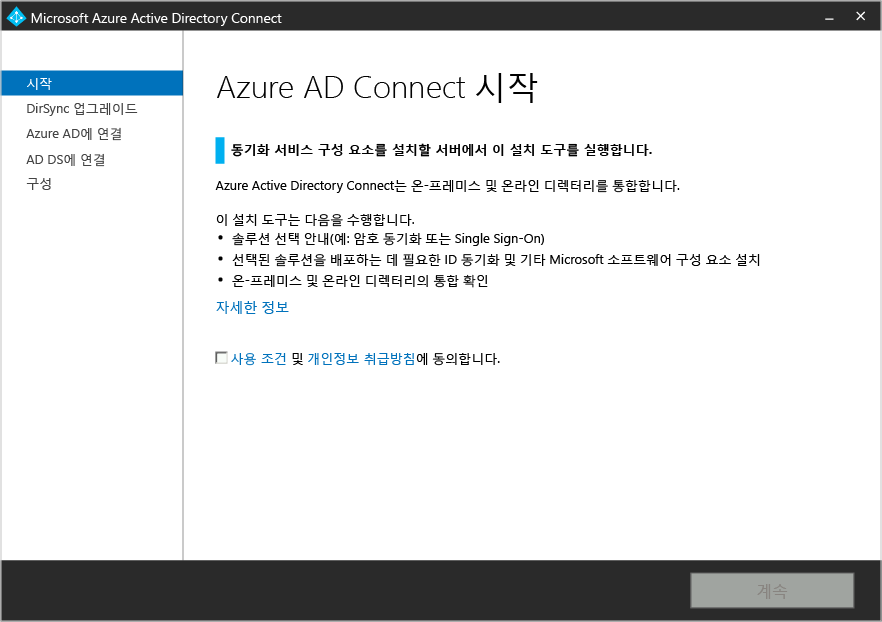 Microsoft Azure Active Directory Connect
시작
DirSync 업그레이드
Azure AD에 연결
AD DS에 연결
구성
Azure AD Connect 시작
동기화 서비스 구성 요소를 설치할 서버에서 이 설치 도구를 실행합니다.
Azure Active Directory Connect는 온-프레미스 및 온라인 디렉터리를 통합합니다.
이 설치 도구는 다음을 수행합니다.
• 솔루션 선택 안내(예: 암호 동기화 또는 Single Sign-On)
• 선택된 솔루션을 배포하는 데 필요한 ID 동기화 및 기타 Microsoft 소프트웨어 구성 요소 설치
• 온-프레미스 및 온라인 디렉터리의 통합 확인
자세한 정보
사용 조건 및 개인정보 취급방침에 동의합니다.
계속